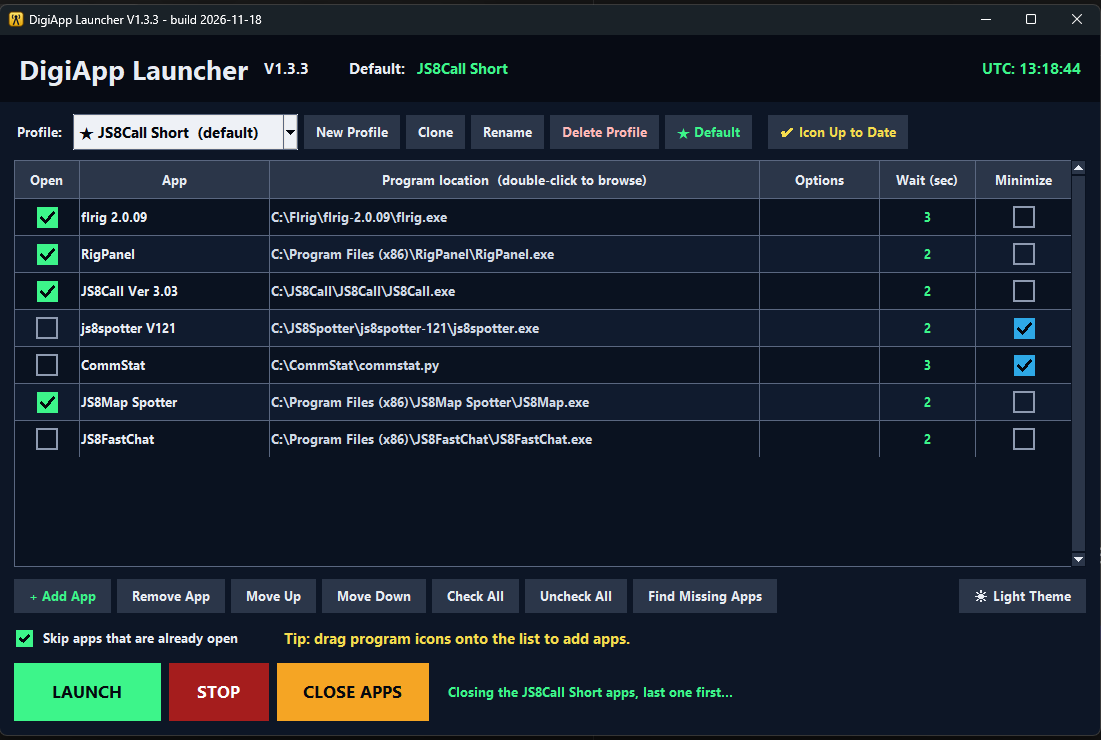 DigiApp Launcher V1.3.3 - build 2026-11-18
DigiApp Launcher V1.3.3 Default: JS8Call Short UTC: 13:18:44
Profile: ★ JS8Call Short (default) New Profile Clone Rename Delete Profile ★ Default ✔ Icon Up to Date
Open App Program location (double-click to browse) Options Wait (sec) Minimize
flrig 2.0.09 C:\Flrig\flrig-2.0.09\flrig.exe 3
RigPanel C:\Program Files (x86)\RigPanel\RigPanel.exe 2
JS8Call Ver 3.03 C:\JS8Call\JS8Call\JS8Call.exe 2
js8spotter V121 C:\JS8Spotter\js8spotter-121\js8spotter.exe 2
CommStat C:\CommStat\commstat.py 3
JS8Map Spotter C:\Program Files (x86)\JS8Map Spotter\JS8Map.exe 2
JS8FastChat C:\Program Files (x86)\JS8FastChat\JS8FastChat.exe 2
+ Add App Remove App Move Up Move Down Check All Uncheck All Find Missing Apps ☀ Light Theme
Skip apps that are already open Tip: drag program icons onto the list to add apps.
LAUNCH STOP CLOSE APPS Closing the JS8Call Short apps, last one first...